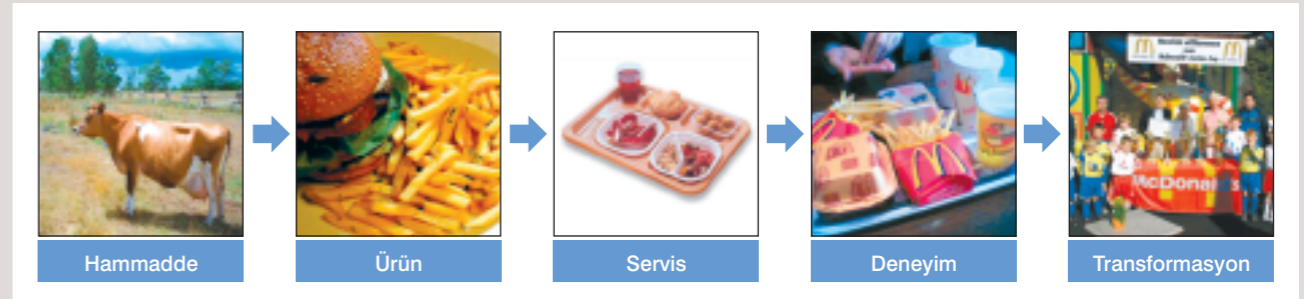 Hammadde
Ürün
Servis
Deneyim
Transformasyon
McDonald's